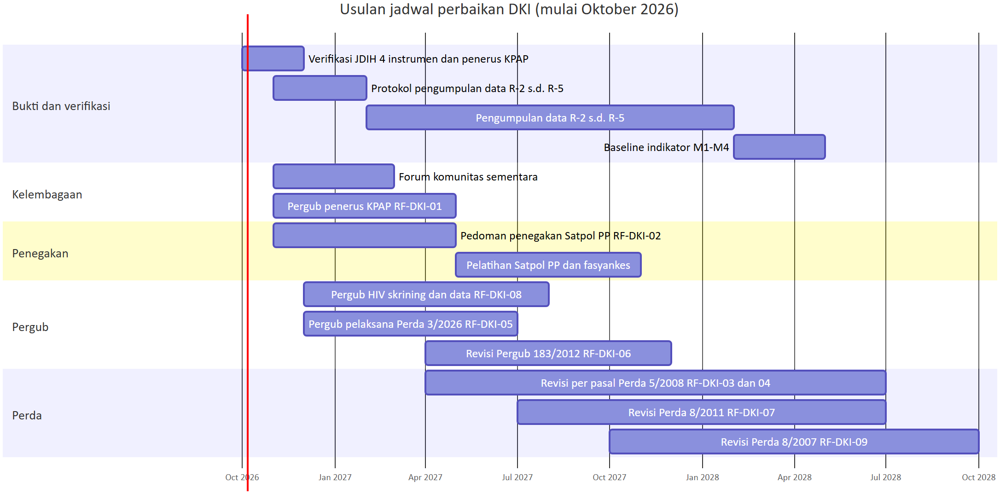 Usulan jadwal perbaikan DKI (mulai Oktober 2026)
Bukti dan verifikasi
Verifikasi JDIH 4 instrumen dan penerus KPAP
Protokol pengumpulan data R-2 s.d. R-5
Pengumpulan data R-2 s.d. R-5
Baseline indikator M1-M4
Kelembagaan
Forum komunitas sementara
Pergub penerus KPAP RF-DKI-01
Penegakan
Pedoman penegakan Satpol PP RF-DKI-02
Pelatihan Satpol PP dan fasyankes
Pergub
Pergub HIV skrining dan data RF-DKI-08
Pergub pelaksana Perda 3/2026 RF-DKI-05
Revisi Pergub 183/2012 RF-DKI-06
Perda
Revisi per pasal Perda 5/2008 RF-DKI-03 dan 04
Revisi Perda 8/2011 RF-DKI-07
Revisi Perda 8/2007 RF-DKI-09
Oct 2026
Jan 2027
Apr 2027
Jul 2027
Oct 2027
Jan 2028
Apr 2028
Jul 2028
Oct 2028